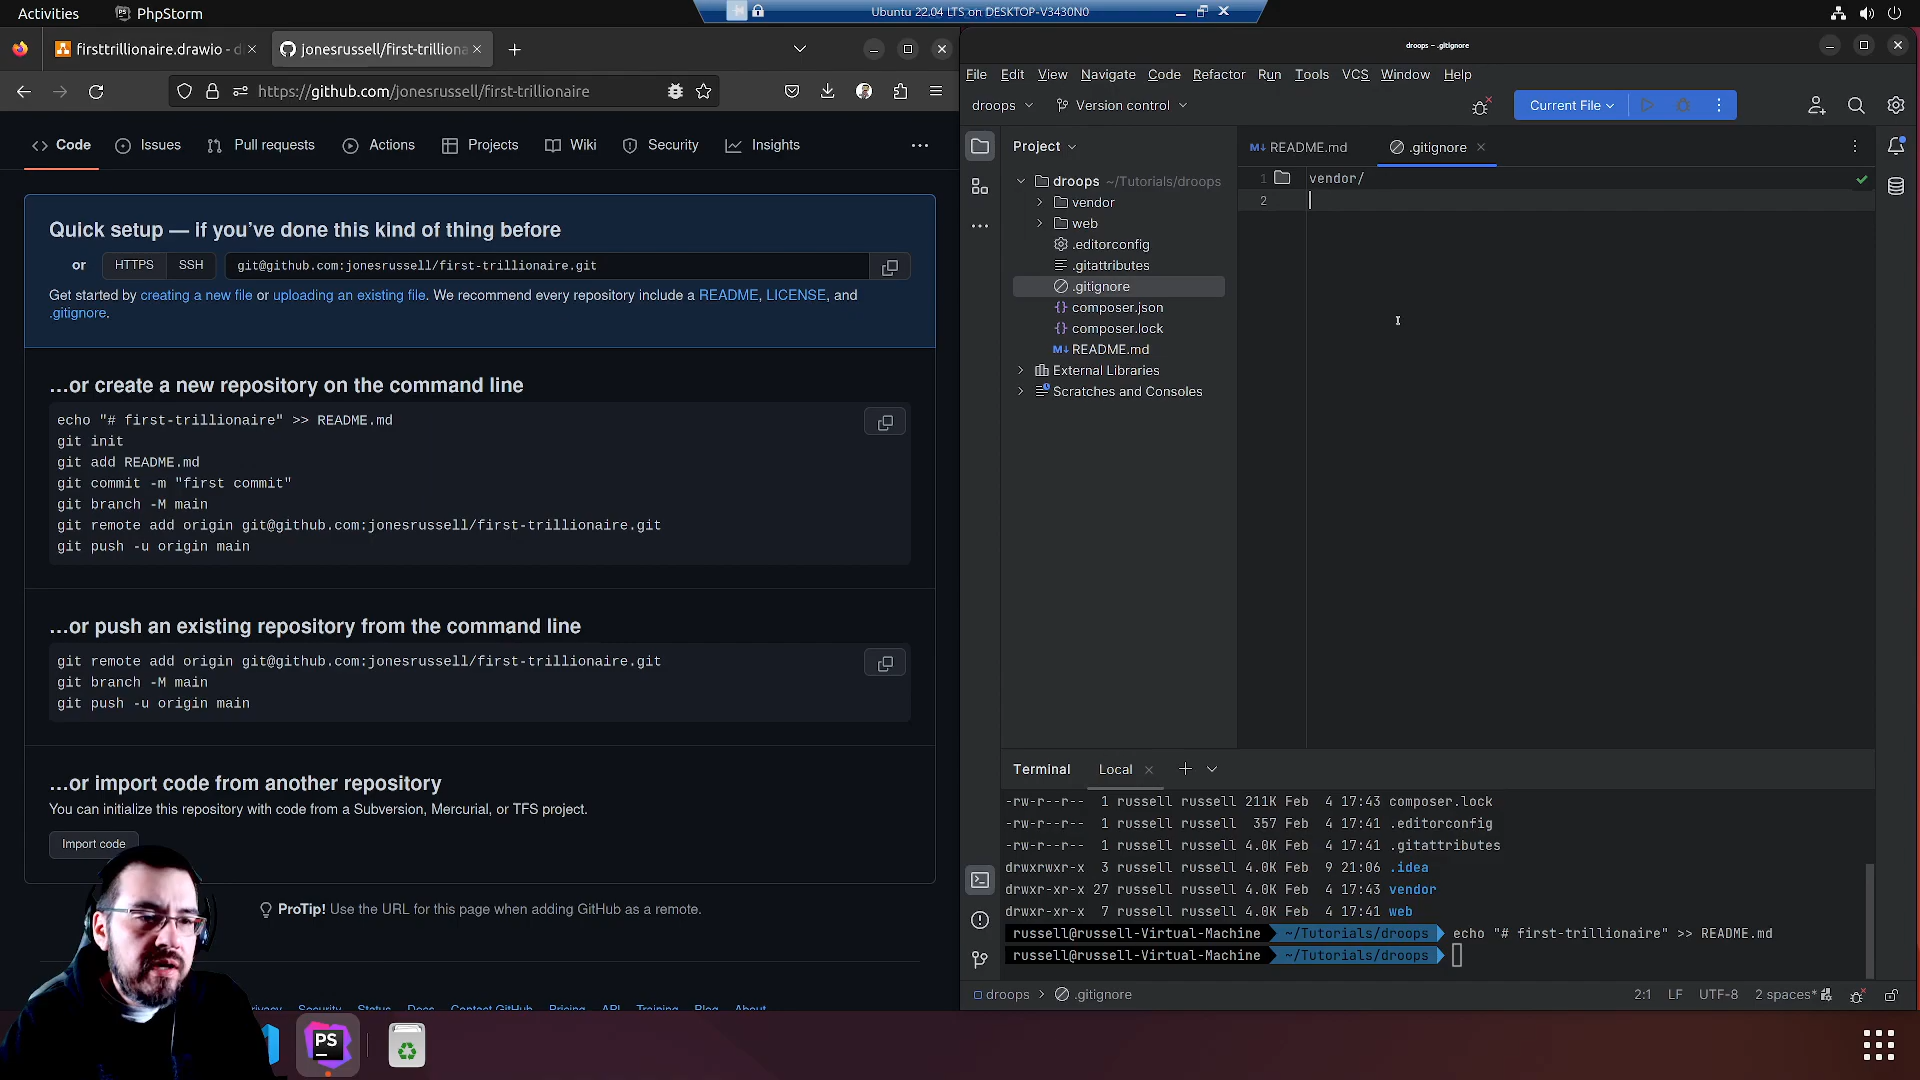 Activities
PhpStorm
Ubuntu 22.04 LTS on DESKTOP-V3430N0
firsttrillionaire.drawio - d
jonesrussell/first-trilliona
https://github.com/jonesrussell/first-trillionaire
Code
Issues
Pull requests
Actions
Projects
Wiki
Security
Insights
Quick setup — if you've done this kind of thing before
or
HTTPS
SSH
git@github.com:jonesrussell/first-trillionaire.git
Get started by creating a new file or uploading an existing file. We recommend every repository include a README, LICENSE, and
.gitignore.
…or create a new repository on the command line
echo "# first-trillionaire" >> README.md
git init
git add README.md
git commit -m "first commit"
git branch -M main
git remote add origin git@github.com:jonesrussell/first-trillionaire.git
git push -u origin main
…or push an existing repository from the command line
git remote add origin git@github.com:jonesrussell/first-trillionaire.git
git branch -M main
git push -u origin main
…or import code from another repository
You can initialize this repository with code from a Subversion, Mercurial, or TFS project.
Import code
ProTip! Use the URL for this page when adding GitHub as a remote.
Security
Status
Docs
Contact GitHub
Pricing
API
Training
Blog
About
PS
droops – .gitignore
File Edit View Navigate Code Refactor Run Tools VCS Window Help
droops
Version control
Current File
Project
README.md
.gitignore
droops ~/Tutorials/droops
vendor
web
.editorconfig
.gitattributes
.gitignore
composer.json
composer.lock
M↓ README.md
External Libraries
Scratches and Consoles
1 vendor/
2
Terminal
Local
-rw-r--r-- 1 russell russell 211K Feb 4 17:43 composer.lock
-rw-r--r-- 1 russell russell 357 Feb 4 17:41 .editorconfig
-rw-r--r-- 1 russell russell 4.0K Feb 4 17:41 .gitattributes
drwxrwxr-x 3 russell russell 4.0K Feb 9 21:06 .idea
drwxr-xr-x 27 russell russell 4.0K Feb 4 17:43 vendor
drwxr-xr-x 7 russell russell 4.0K Feb 4 17:41 web
russell@russell-Virtual-Machine ~/Tutorials/droops echo "# first-trillionaire" >> README.md
russell@russell-Virtual-Machine ~/Tutorials/droops
droops > .gitignore
2:1 LF UTF-8 2 spaces*